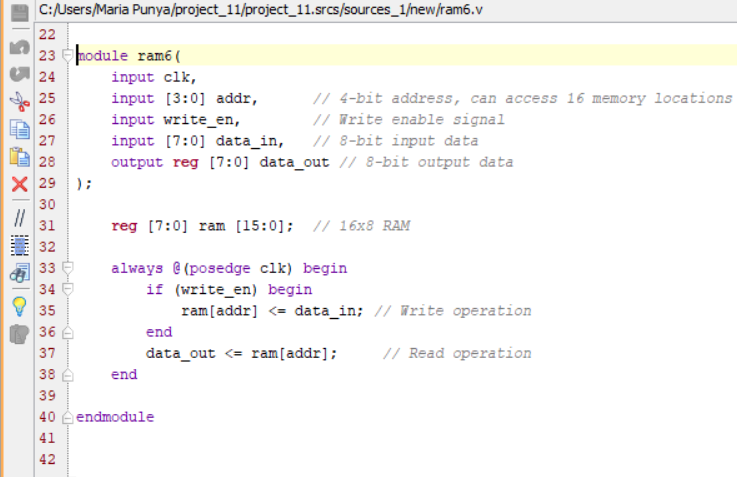 C:/Users/Maria Punya/project_11/project_11.srcs/sources_1/new/ram6.v
22
23 module ram6(
24     input clk,
25     input [3:0] addr,       // 4-bit address, can access 16 memory locations
26     input write_en,         // Write enable signal
27     input [7:0] data_in,    // 8-bit input data
28     output reg [7:0] data_out // 8-bit output data
29 );
30
31     reg [7:0] ram [15:0];  // 16x8 RAM
32
33     always @(posedge clk) begin
34         if (write_en) begin
35             ram[addr] <= data_in; // Write operation
36         end
37         data_out <= ram[addr];     // Read operation
38     end
39
40 endmodule
41
42